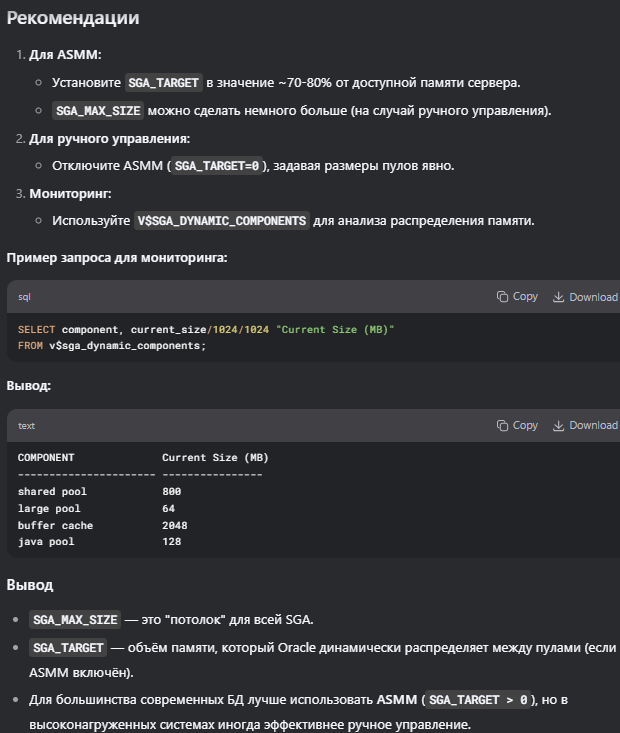 Рекомендации
1. Для ASMM:
Установите SGA_TARGET в значение ~70-80% от доступной памяти сервера.
SGA_MAX_SIZE можно сделать немного больше (на случай ручного управления).
2. Для ручного управления:
Отключите ASMM (SGA_TARGET=0), задавая размеры пулов явно.
3. Мониторинг:
Используйте V$SGA_DYNAMIC_COMPONENTS для анализа распределения памяти.
Пример запроса для мониторинга:
sql Copy Download
SELECT component, current_size/1024/1024 "Current Size (MB)"
FROM v$sga_dynamic_components;
Вывод:
text Copy Download
COMPONENT Current Size (MB)
---------------------- ----------------
shared pool 800
large pool 64
buffer cache 2048
java pool 128
Вывод
SGA_MAX_SIZE — это "потолок" для всей SGA.
SGA_TARGET — объём памяти, который Oracle динамически распределяет между пулами (если
ASMM включён).
Для большинства современных БД лучше использовать ASMM (SGA_TARGET > 0), но в
высоконагруженных системах иногда эффективнее ручное управление.